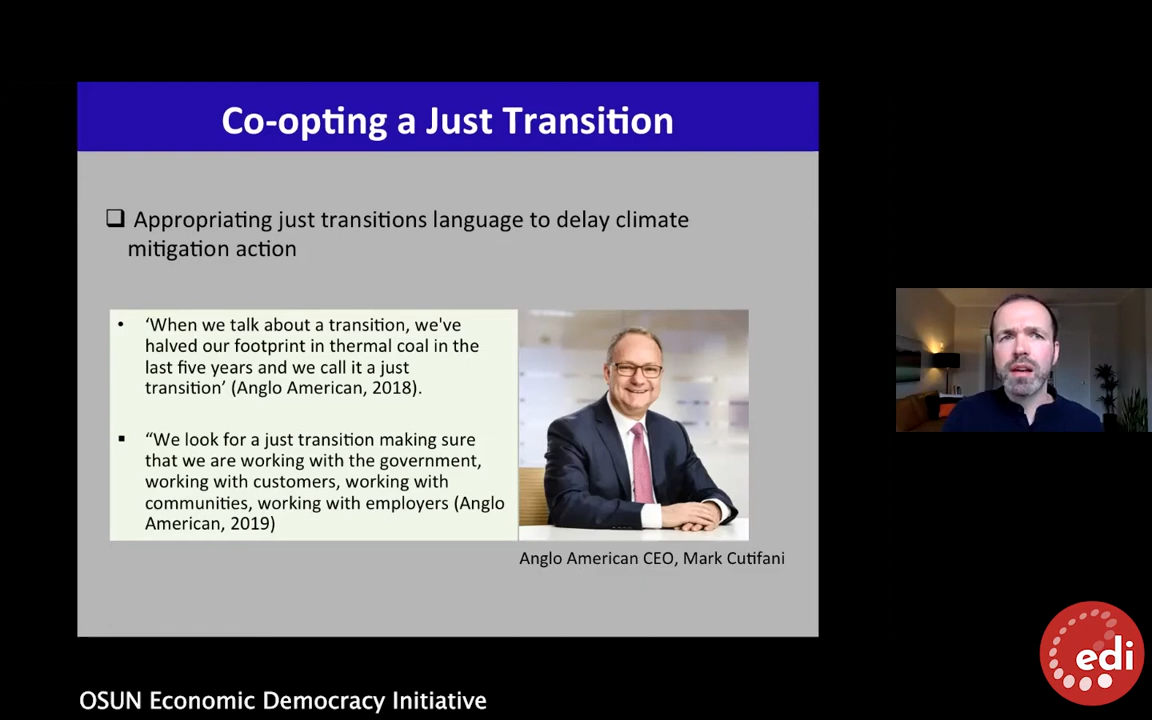 Co-opting a Just Transition
❑ Appropriating just transitions language to delay climate
mitigation action
• ‘When we talk about a transition, we've
halved our footprint in thermal coal in the
last five years and we call it a just
transition’ (Anglo American, 2018).
▪ “We look for a just transition making sure
that we are working with the government,
working with customers, working with
communities, working with employers (Anglo
American, 2019)
Anglo American CEO, Mark Cutifani
edi
OSUN Economic Democracy Initiative